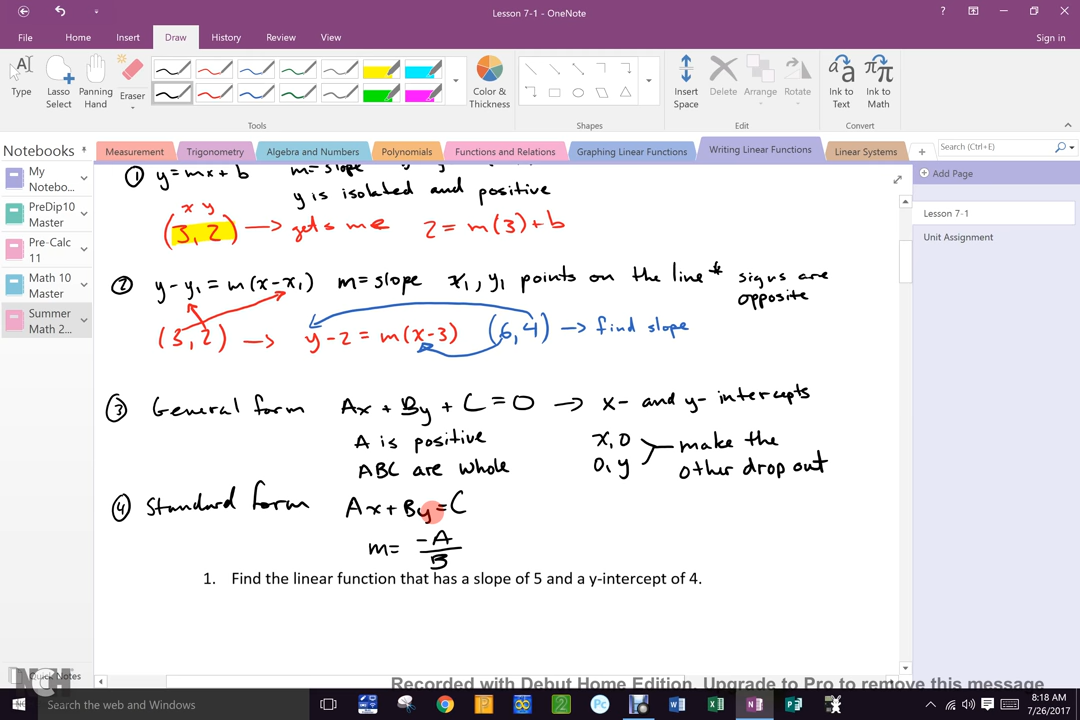 Lesson 7-1 - OneNote
Sign in
File Home Insert Draw History Review View
Type
Lasso Select
Panning Hand
Eraser
Color & Thickness
Insert Space
Delete
Arrange
Rotate
Ink to Text
Ink to Math
Tools
Shapes
Edit
Convert
Notebooks
Measurement
Trigonometry
Algebra and Numbers
Polynomials
Functions and Relations
Graphing Linear Functions
Writing Linear Functions
Linear Systems
Search (Ctrl+E)
My Notebo...
PreDip10 Master
Pre-Calc 11
Math 10 Master
Summer Math 2...
Quick Notes
Add Page
Lesson 7-1
Unit Assignment
① y = mx + b m = slope
y is isolated and positive
x y
(3, 2) → gets me 2 = m(3) + b
② y - y₁ = m(x - x₁) m = slope x₁, y₁ points on the line * signs are opposite
(3, 2) → y - 2 = m(x - 3) (6, 4) → find slope
③ General form Ax + By + C = 0 → x- and y- intercepts
A is positive x, 0 make the
ABC are whole 0, y other drop out
④ Standard form Ax + By = C
m = -A/B
1. Find the linear function that has a slope of 5 and a y-intercept of 4.
NCH
Recorded with Debut Home Edition. Upgrade to Pro to remove this message
Search the web and Windows
8:18 AM
7/26/2017